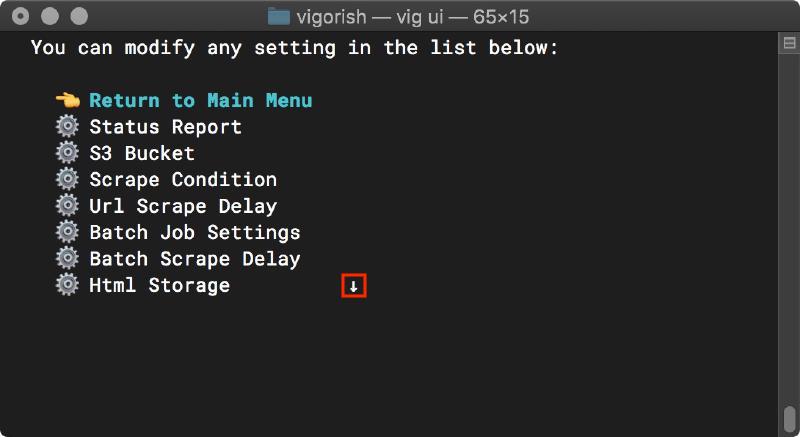 vigorish — vig ui — 65×15
You can modify any setting in the list below:
Return to Main Menu
Status Report
S3 Bucket
Scrape Condition
Url Scrape Delay
Batch Job Settings
Batch Scrape Delay
Html Storage ↓